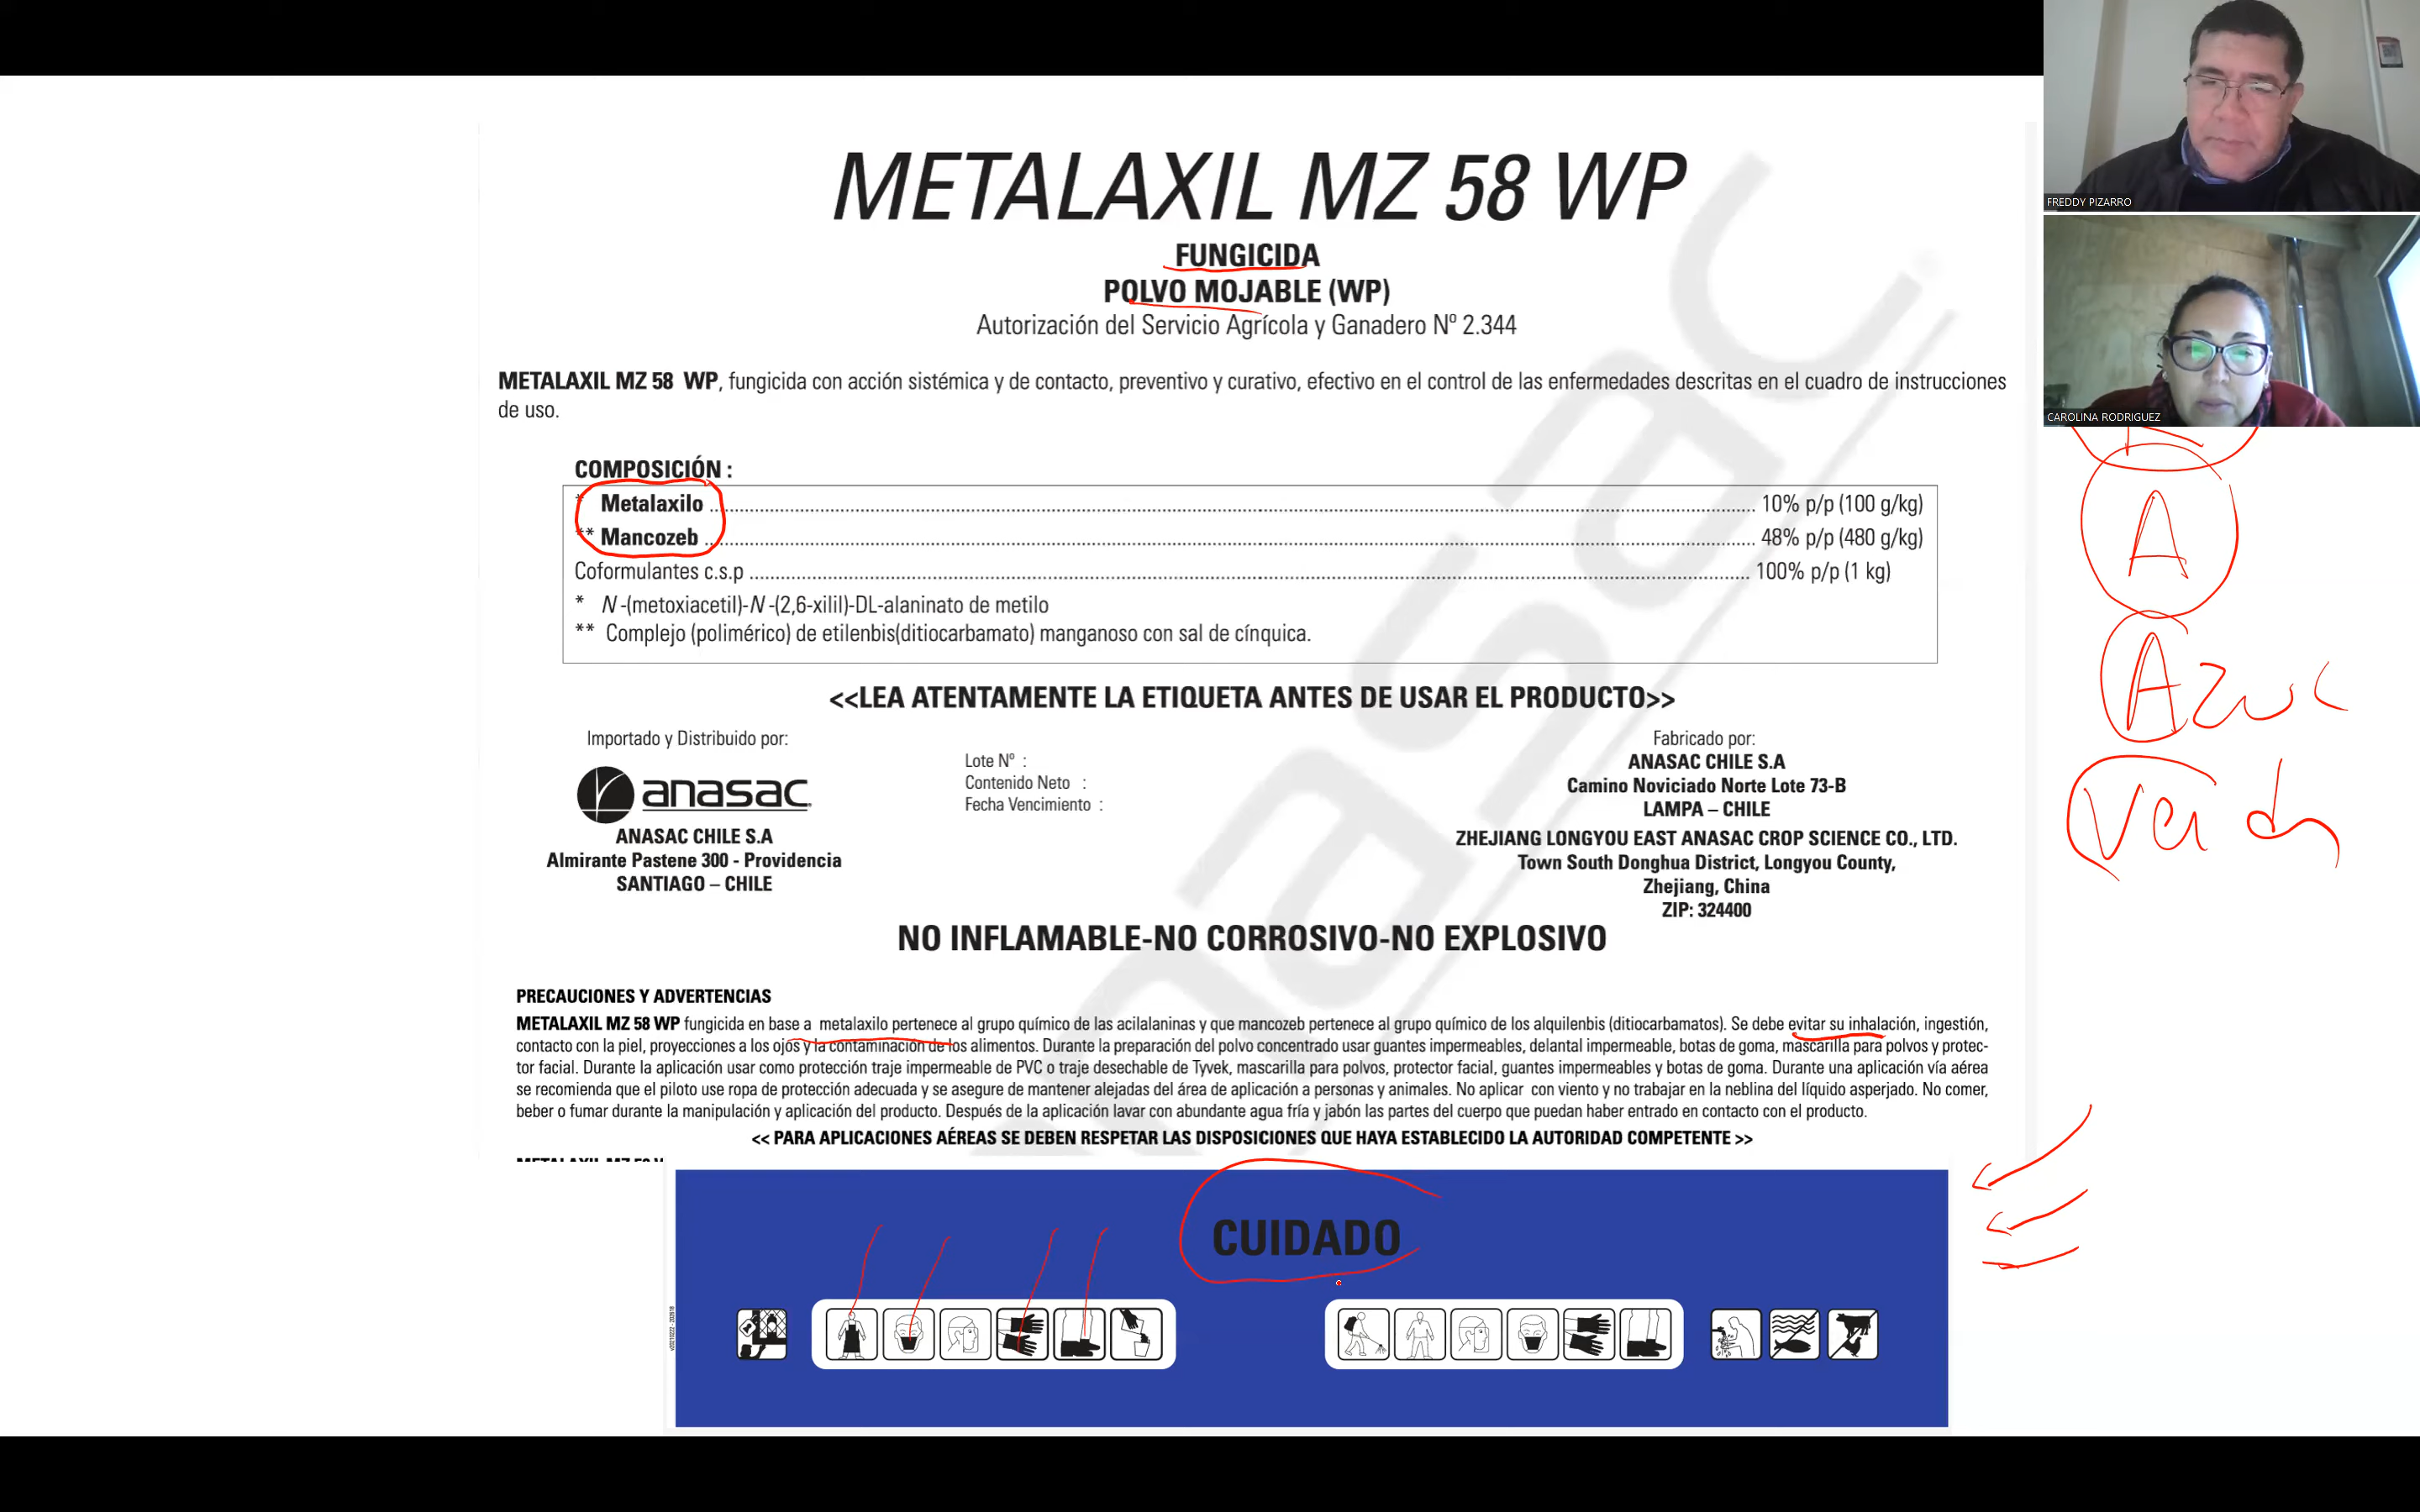 METALAXIL MZ 58 WP
FUNGICIDA
POLVO MOJABLE (WP)
Autorización del Servicio Agrícola y Ganadero Nº 2.344
METALAXIL MZ 58 WP, fungicida con acción sistémica y de contacto, preventivo y curativo, efectivo en el control de las enfermedades descritas en el cuadro de instrucciones
de uso.
COMPOSICIÓN :
* Metalaxilo ........ 10% p/p (100 g/kg)
** Mancozeb ........ 48% p/p (480 g/kg)
Coformulantes c.s.p ........ 100% p/p (1 kg)
* N-(metoxiacetil)-N-(2,6-xilil)-DL-alaninato de metilo
** Complejo (polimérico) de etilenbis(ditiocarbamato) manganoso con sal de cínquica.
<<LEA ATENTAMENTE LA ETIQUETA ANTES DE USAR EL PRODUCTO>>
Importado y Distribuido por:
anasac
ANASAC CHILE S.A
Almirante Pastene 300 - Providencia
SANTIAGO – CHILE
Lote Nº :
Contenido Neto :
Fecha Vencimiento :
Fabricado por:
ANASAC CHILE S.A
Camino Noviciado Norte Lote 73-B
LAMPA – CHILE
ZHEJIANG LONGYOU EAST ANASAC CROP SCIENCE CO., LTD.
Town South Donghua District, Longyou County,
Zhejiang, China
ZIP: 324400
NO INFLAMABLE-NO CORROSIVO-NO EXPLOSIVO
PRECAUCIONES Y ADVERTENCIAS
METALAXIL MZ 58 WP fungicida en base a metalaxilo pertenece al grupo químico de las acilalaninas y que mancozeb pertenece al grupo químico de los alquilenbis (ditiocarbamatos). Se debe evitar su inhalación, ingestión,
contacto con la piel, proyecciones a los ojos y la contaminación de los alimentos. Durante la preparación del polvo concentrado usar guantes impermeables, delantal impermeable, botas de goma, mascarilla para polvos y protec-
tor facial. Durante la aplicación usar como protección traje impermeable de PVC o traje desechable de Tyvek, mascarilla para polvos, protector facial, guantes impermeables y botas de goma. Durante una aplicación vía aérea
se recomienda que el piloto use ropa de protección adecuada y se asegure de mantener alejadas del área de aplicación a personas y animales. No aplicar con viento y no trabajar en la neblina del líquido asperjado. No comer,
beber o fumar durante la manipulación y aplicación del producto. Después de la aplicación lavar con abundante agua fría y jabón las partes del cuerpo que puedan haber entrado en contacto con el producto.
<< PARA APLICACIONES AÉREAS SE DEBEN RESPETAR LAS DISPOSICIONES QUE HAYA ESTABLECIDO LA AUTORIDAD COMPETENTE >>
CUIDADO
FREDDY PIZARRO
CAROLINA RODRIGUEZ
A
Azul
Verde
anasac